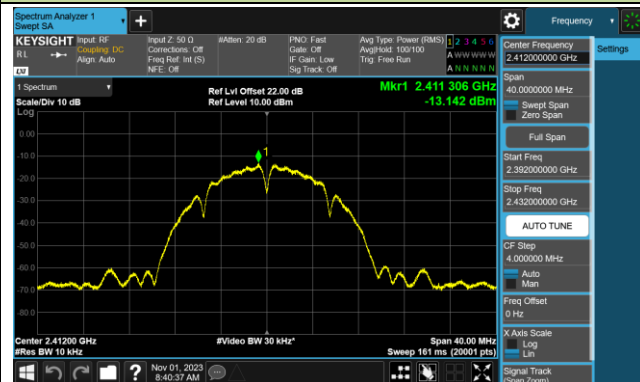 Spectrum Analyzer 1
Swept SA
Frequency
KEYSIGHT
Input: RF
Coupling: DC
Align: Auto
Input Z: 50 Ω
Corrections: Off
Freq Ref: Int (S)
NFE: Off
#Atten: 20 dB
PNO: Fast
Gate: Off
IF Gain: Low
Sig Track: Off
Avg Type: Power (RMS)
Avg|Hold: 100/100
Trig: Free Run
1 2 3 4 5 6
A W W W W W
A N N N N N
R L
LXI
1 Spectrum
Scale/Div 10 dB
Ref Lvl Offset 22.00 dB
Ref Level 10.00 dBm
Mkr1 2.411 306 GHz
-13.142 dBm
Log
0.00
-10.0
-20.0
-30.0
-40.0
-50.0
-60.0
-70.0
-80.0
1
Center 2.41200 GHz
#Res BW 10 kHz
#Video BW 30 kHz*
Span 40.00 MHz
Sweep 161 ms (20001 pts)
Nov 01, 2023
8:40:37 AM
Center Frequency
2.412000000 GHz
Span
40.0000000 MHz
Swept Span
Zero Span
Full Span
Start Freq
2.392000000 GHz
Stop Freq
2.432000000 GHz
AUTO TUNE
CF Step
4.000000 MHz
Auto
Man
Freq Offset
0 Hz
X Axis Scale
Log
Lin
Signal Track
(Span Zoom)
Settings